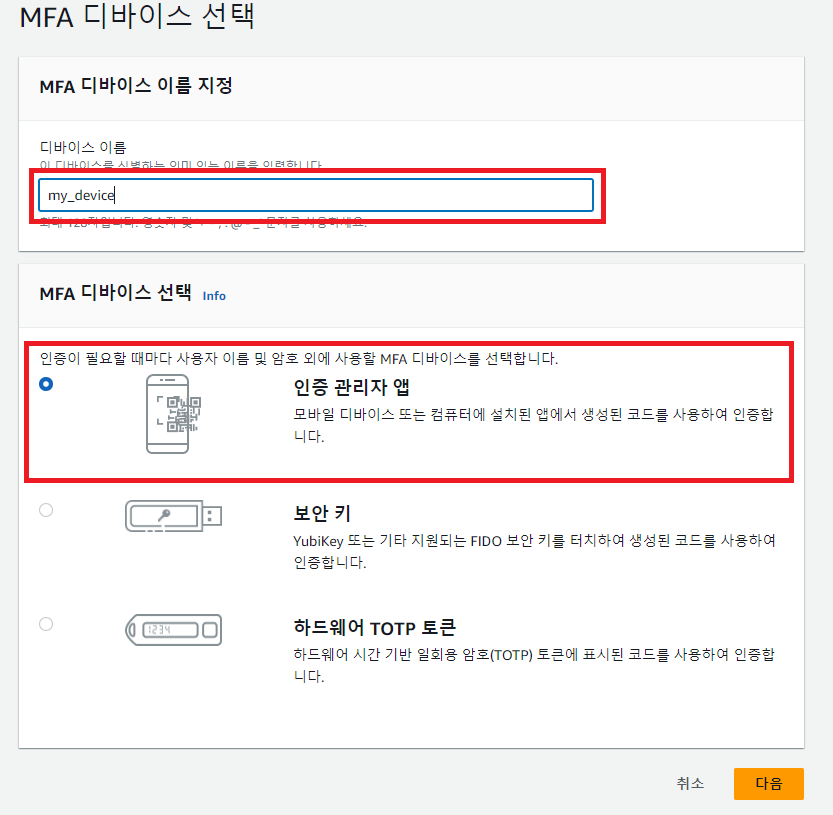 MFA 디바이스 선택
MFA 디바이스 이름 지정
디바이스 이름
이 디바이스를 식별하는 의미 있는 이름을 입력합니다.
my_device
최대 128자입니다. 영숫자 및
문자를 사용하세요.
MFA 디바이스 선택 Info
인증이 필요할 때마다 사용자 이름 및 암호 외에 사용할 MFA 디바이스를 선택합니다.
인증 관리자 앱
모바일 디바이스 또는 컴퓨터에 설치된 앱에서 생성된 코드를 사용하여 인증합
니다.
보안 키
YubiKey 또는 기타 지원되는 FIDO 보안 키를 터치하여 생성된 코드를 사용하여
인증합니다.
1234
하드웨어 TOTP 토큰
하드웨어 시간 기반 일회용 암호(TOTP) 토큰에 표시된 코드를 사용하여 인증합
니다.
취소
다음